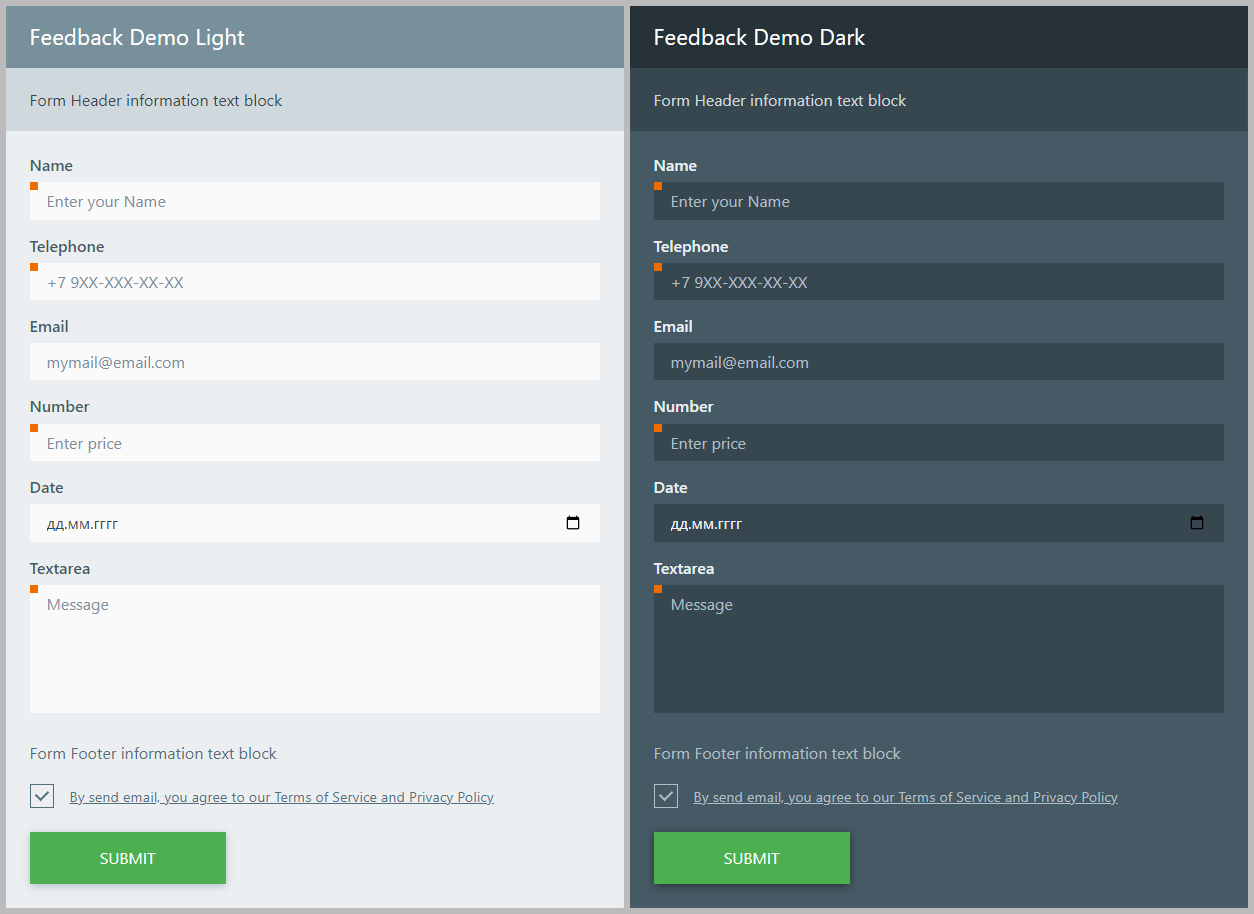 Feedback Demo Light
Form Header information text block
Name
Enter your Name
Telephone
+7 9XX-XXX-XX-XX
Email
mymail@email.com
Number
Enter price
Date
дд.мм.гггг
Textarea
Message
Form Footer information text block
By send email, you agree to our Terms of Service and Privacy Policy
SUBMIT
Feedback Demo Dark
Form Header information text block
Name
Enter your Name
Telephone
+7 9XX-XXX-XX-XX
Email
mymail@email.com
Number
Enter price
Date
дд.мм.гггг
Textarea
Message
Form Footer information text block
By send email, you agree to our Terms of Service and Privacy Policy
SUBMIT